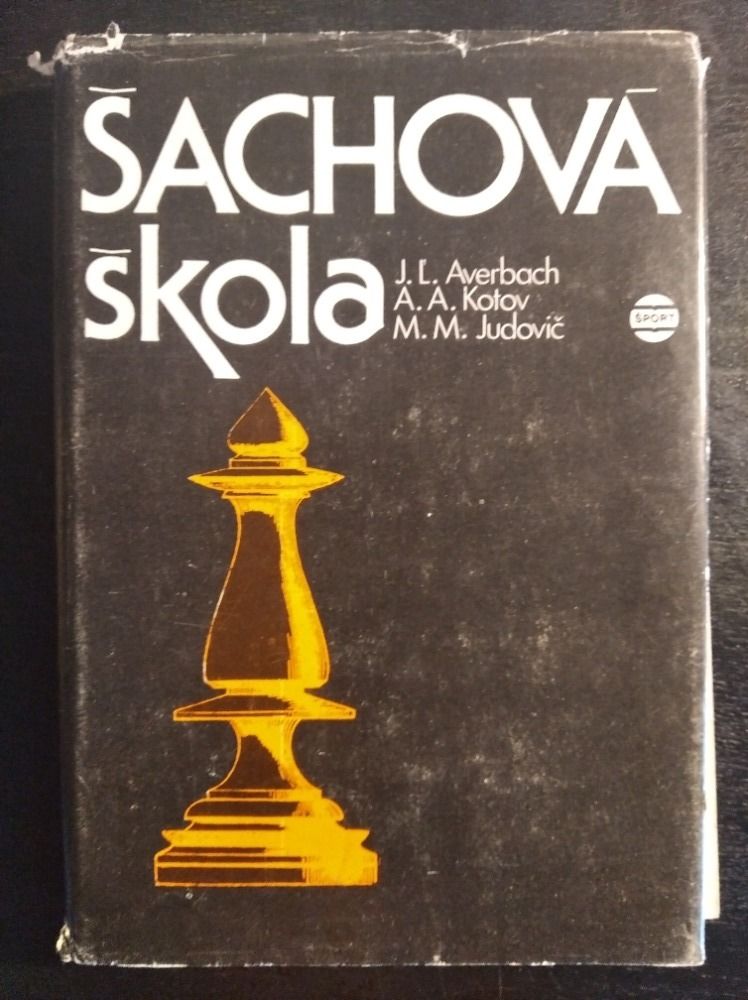 ŠACHOVÁ
škola
J. Ľ. Averbach
A. A. Kotov
M. M. Judovič
ŠPORT